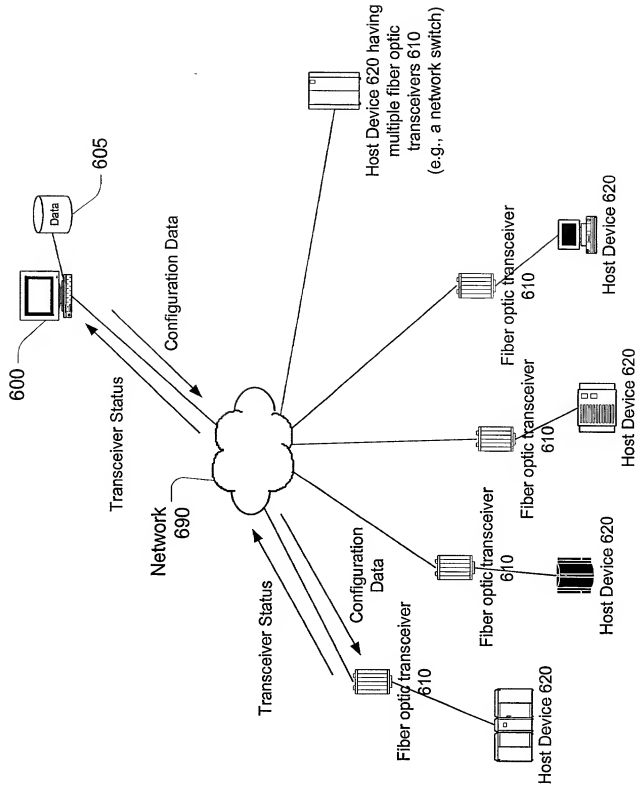 600
Data
605
Transceiver Status
Configuration Data
Network
690
Host Device 620 having
multiple fiber optic
transceivers 610
(e.g., a network switch)
Transceiver Status
Configuration
Data
Fiber optic transceiver
610
Host Device 620
Fiber optic transceiver
610
Host Device 620
Fiber optic transceiver
610
Host Device 620
Fiber optic transceiver
610
Host Device 620